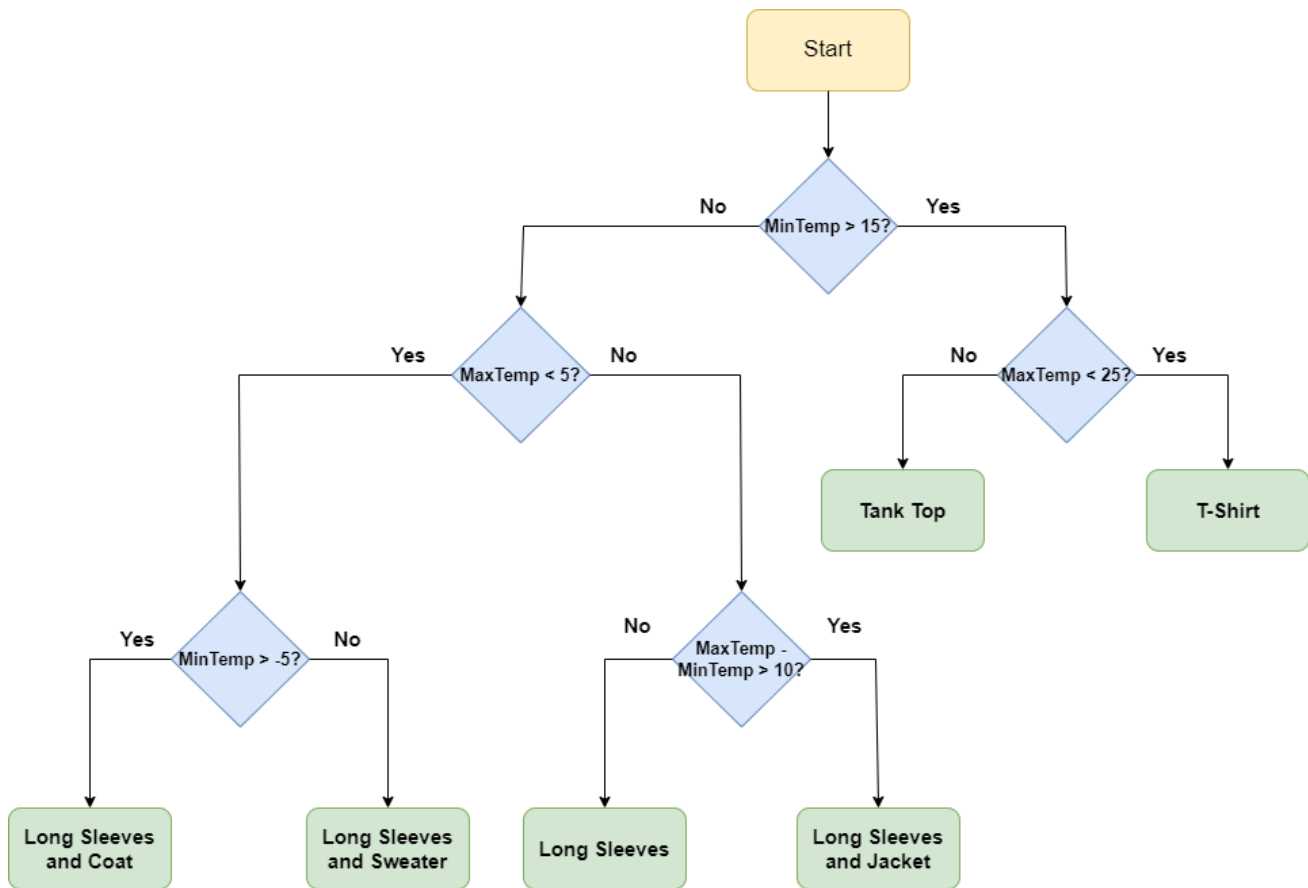 Start
No
Yes
MinTemp > 15?
Yes
No
MaxTemp < 5?
No
Yes
MaxTemp < 25?
Tank Top
T-Shirt
Yes
No
MinTemp > -5?
No
Yes
MaxTemp -
MinTemp > 10?
Long Sleeves
and Coat
Long Sleeves
and Sweater
Long Sleeves
Long Sleeves
and Jacket